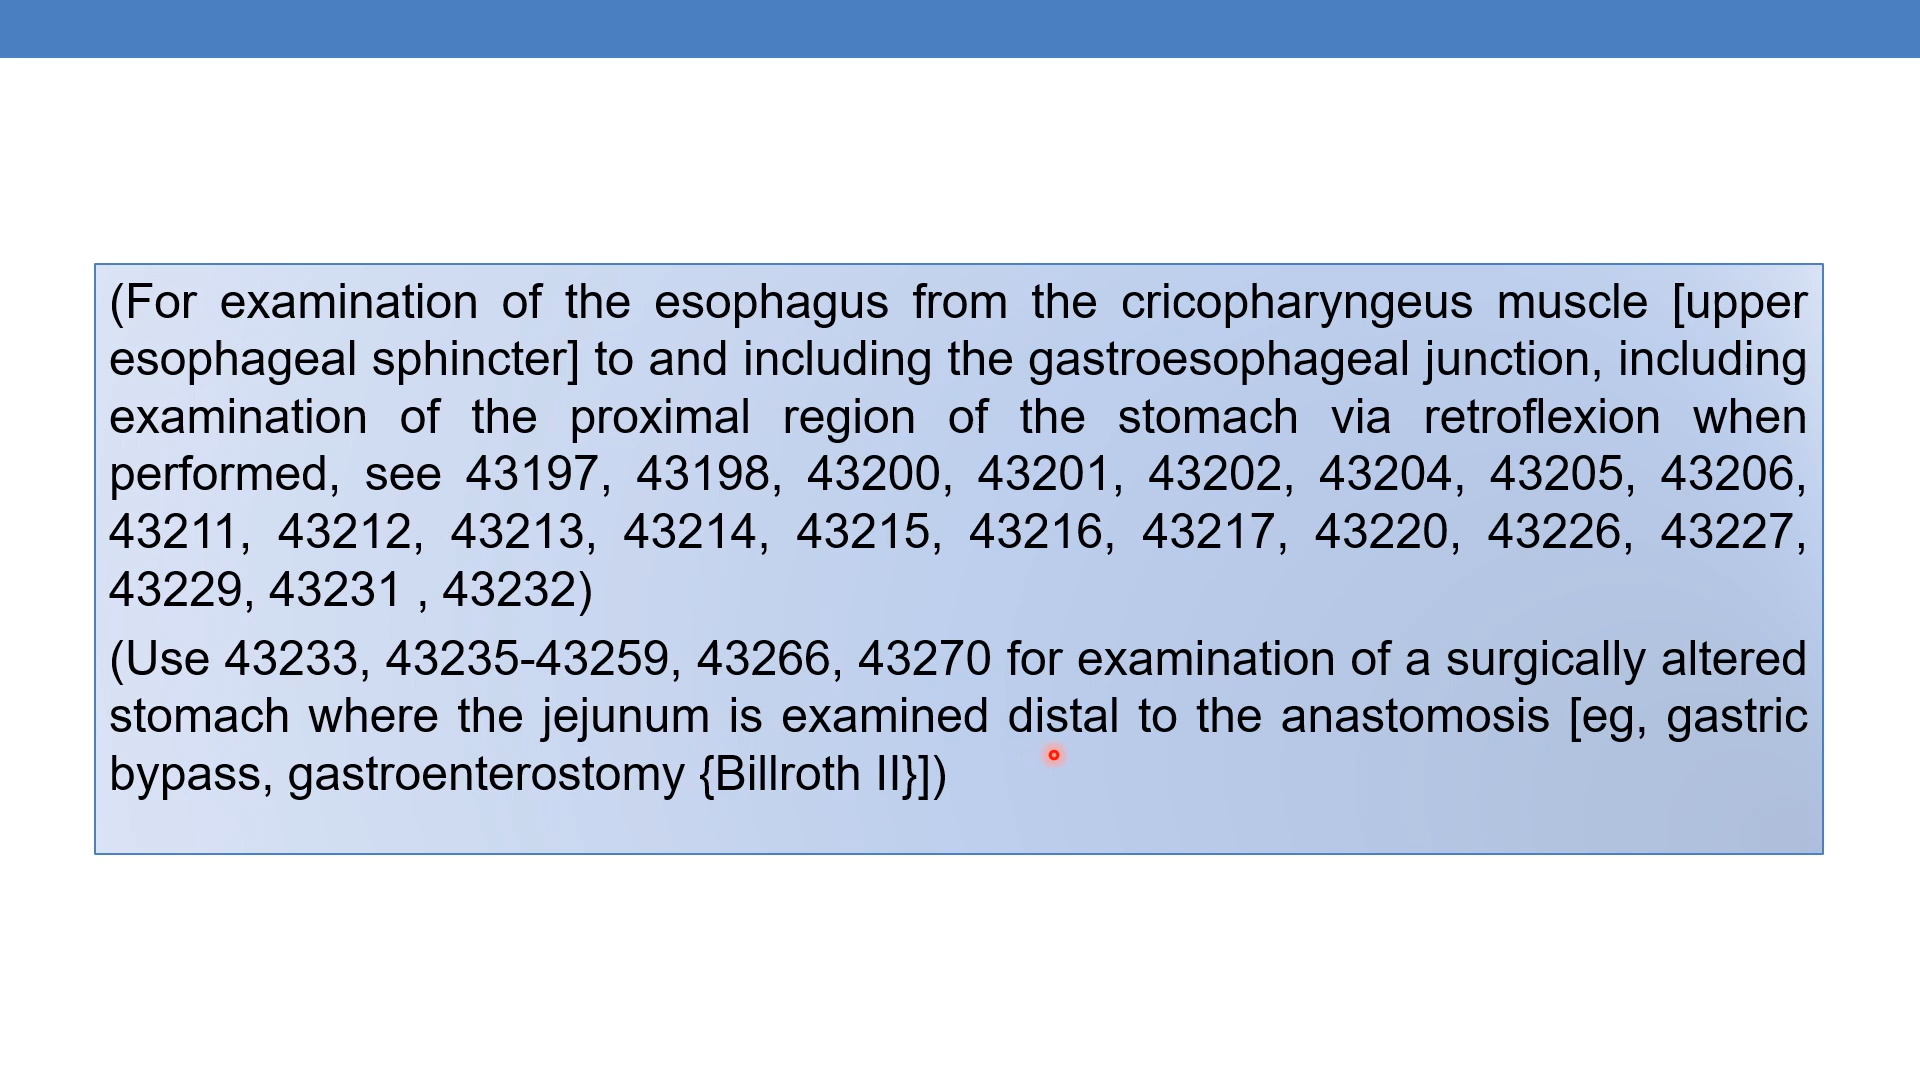 (For examination of the esophagus from the cricopharyngeus muscle [upper
esophageal sphincter] to and including the gastroesophageal junction, including
examination of the proximal region of the stomach via retroflexion when
performed, see 43197, 43198, 43200, 43201, 43202, 43204, 43205, 43206,
43211, 43212, 43213, 43214, 43215, 43216, 43217, 43220, 43226, 43227,
43229, 43231 , 43232)
(Use 43233, 43235-43259, 43266, 43270 for examination of a surgically altered
stomach where the jejunum is examined distal to the anastomosis [eg, gastric
bypass, gastroenterostomy {Billroth II}])